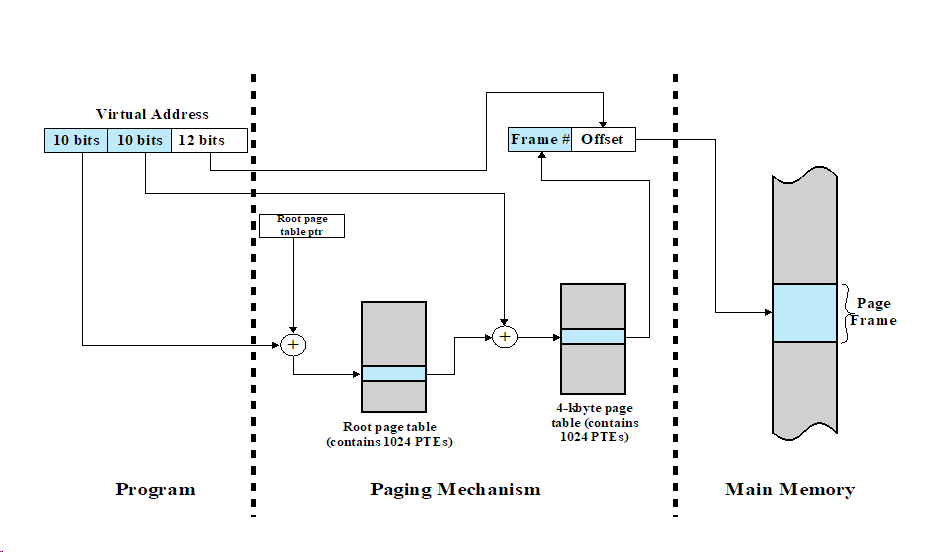 Virtual Address
10 bits 10 bits 12 bits
Frame # Offset
Root page
table ptr
+
+
Page
Frame
Root page table
(contains 1024 PTEs)
4-kbyte page
table (contains
1024 PTEs)
Program
Paging Mechanism
Main Memory